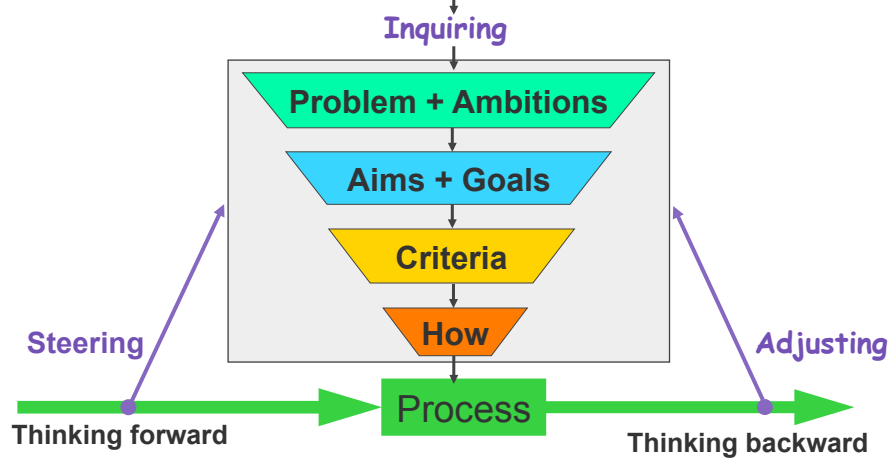 Inquiring
Problem + Ambitions
Aims + Goals
Criteria
How
Steering
Adjusting
Process
Thinking forward
Thinking backward